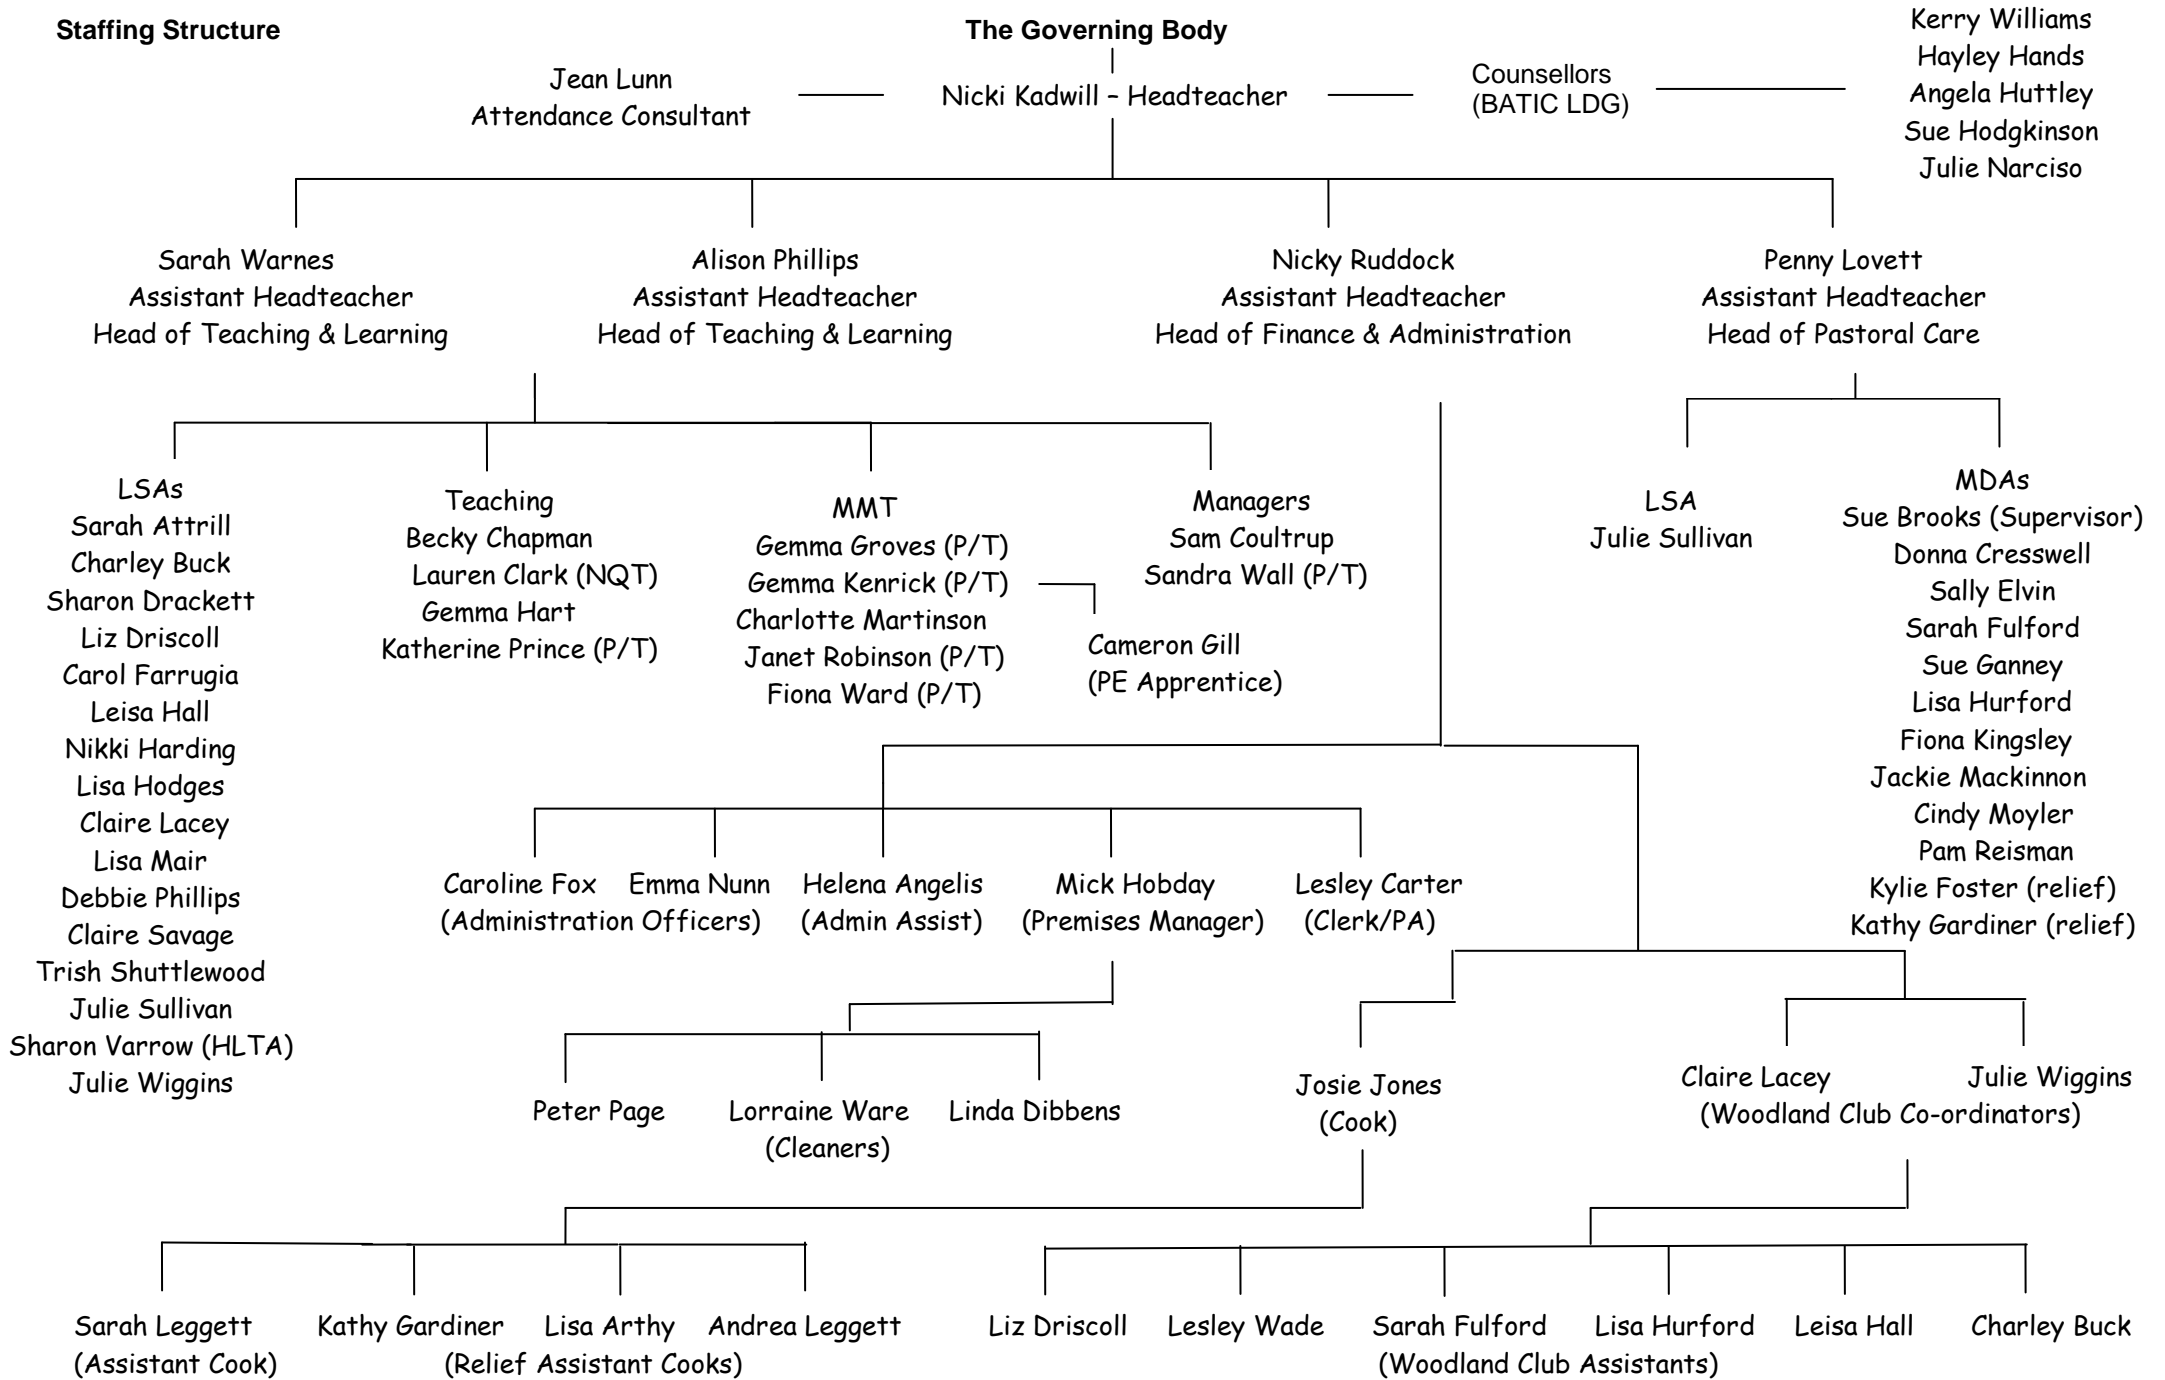 Staffing Structure
The Governing Body
Jean Lunn
Attendance Consultant
Nicki Kadwill – Headteacher
Counsellors
(BATIC LDG)
Kerry Williams
Hayley Hands
Angela Huttley
Sue Hodgkinson
Julie Narciso
Sarah Warnes
Assistant Headteacher
Head of Teaching & Learning
Alison Phillips
Assistant Headteacher
Head of Teaching & Learning
Nicky Ruddock
Assistant Headteacher
Head of Finance & Administration
Penny Lovett
Assistant Headteacher
Head of Pastoral Care
LSAs
Sarah Attrill
Charley Buck
Sharon Drackett
Liz Driscoll
Carol Farrugia
Leisa Hall
Nikki Harding
Lisa Hodges
Claire Lacey
Lisa Mair
Debbie Phillips
Claire Savage
Trish Shuttlewood
Julie Sullivan
Sharon Varrow (HLTA)
Julie Wiggins
Teaching
Becky Chapman
Lauren Clark (NQT)
Gemma Hart
Katherine Prince (P/T)
MMT
Gemma Groves (P/T)
Gemma Kenrick (P/T)
Charlotte Martinson
Janet Robinson (P/T)
Fiona Ward (P/T)
Cameron Gill
(PE Apprentice)
Managers
Sam Coultrup
Sandra Wall (P/T)
LSA
Julie Sullivan
MDAs
Sue Brooks (Supervisor)
Donna Cresswell
Sally Elvin
Sarah Fulford
Sue Ganney
Lisa Hurford
Fiona Kingsley
Jackie Mackinnon
Cindy Moyler
Pam Reisman
Kylie Foster (relief)
Kathy Gardiner (relief)
Caroline Fox Emma Nunn
(Administration Officers)
Helena Angelis
(Admin Assist)
Mick Hobday
(Premises Manager)
Lesley Carter
(Clerk/PA)
Peter Page Lorraine Ware Linda Dibbens
(Cleaners)
Josie Jones
(Cook)
Claire Lacey Julie Wiggins
(Woodland Club Co-ordinators)
Sarah Leggett
(Assistant Cook)
Kathy Gardiner Lisa Arthy Andrea Leggett
(Relief Assistant Cooks)
Liz Driscoll Lesley Wade Sarah Fulford Lisa Hurford Leisa Hall Charley Buck
(Woodland Club Assistants)